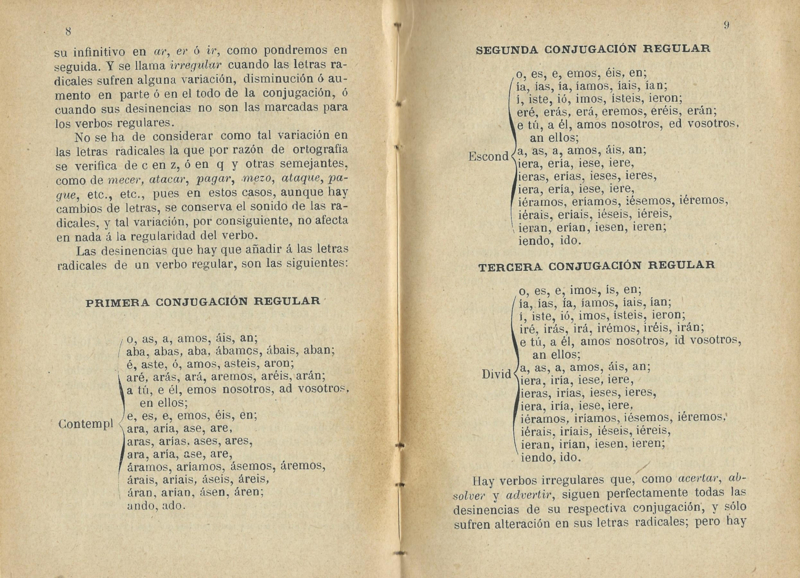 8
su infinitivo en ar, er ó ir, como pondremos en
seguida. Y se llama irregular cuando las letras ra-
dicales sufren alguna variación, disminución ó au-
mento en parte ó en el todo de la conjugación, ó
cuando sus desinencias no son las marcadas para
los verbos regulares.
No se ha de considerar como tal variación en
las letras radicales la que por razón de ortografía
se verifica de c en z, ó en q y otras semejantes,
como de mecer, atacar, pagar, mezo, ataque, pa-
gue, etc., etc., pues en estos casos, aunque hay
cambios de letras, se conserva el sonido de las ra-
dicales, y tal variación, por consiguiente, no afecta
en nada á la regularidad del verbo.
Las desinencias que hay que añadir á las letras
radicales de un verbo regular, son las siguientes:
PRIMERA CONJUGACIÓN REGULAR
o, as, a, amos, áis, an;
aba, abas, aba, ábamos, ábais, aban;
é, aste, ó, amos, asteis, aron;
aré, arás, ará, aremos, aréis, arán;
a tú, e él, emos nosotros, ad vosotros,
en ellos;
e, es, e, emos, éis, en;
Contempl
ara, aría, ase, are,
aras, arías, ases, ares,
ara, aría, ase, are,
áramos, aríamos, ásemos, áremos,
árais, aríais, áseis, áreis,
áran, arían, ásen, áren;
ando, ado.
9
SEGUNDA CONJUGACIÓN REGULAR
o, es, e, emos, éis, en;
ía, ías, ía, íamos, íais, ían;
í, iste, ió, imos, ísteis, ieron;
eré, erás, erá, eremos, eréis, erán;
e tú, a él, amos nosotros, ed vosotros,
an ellos;
Escond
a, as, a, amos, áis, an;
iera, ería, iese, iere,
ieras, erías, ieses, ieres,
iera, ería, iese, iere,
iéramos, eríamos, iésemos, iéremos,
iérais, eríais, iéseis, iéreis,
ieran, erían, iesen, ieren;
iendo, ido.
TERCERA CONJUGACIÓN REGULAR
o, es, e, imos, ís, en;
ía, ías, ía, íamos, íais, ían;
í, iste, ió, imos, ísteis, ieron;
iré, irás, irá, irémos, iréis, irán;
e tú, a él, amos nosotros, id vosotros,
an ellos;
Divid
a, as, a, amos, áis, an;
iera, iría, iese, iere,
ieras, irías, ieses, ieres,
iera, iría, iese, iere,
iéramos, iríamos, iésemos, iéremos,
iérais, iríais, iéseis, iéreis,
ieran, irían, iesen, ieren;
iendo, ido.
Hay verbos irregulares que, como acertar, ab-
solver y advertir, siguen perfectamente todas las
desinencias de su respectiva conjugación, y sólo
sufren alteración en sus letras radicales; pero hay